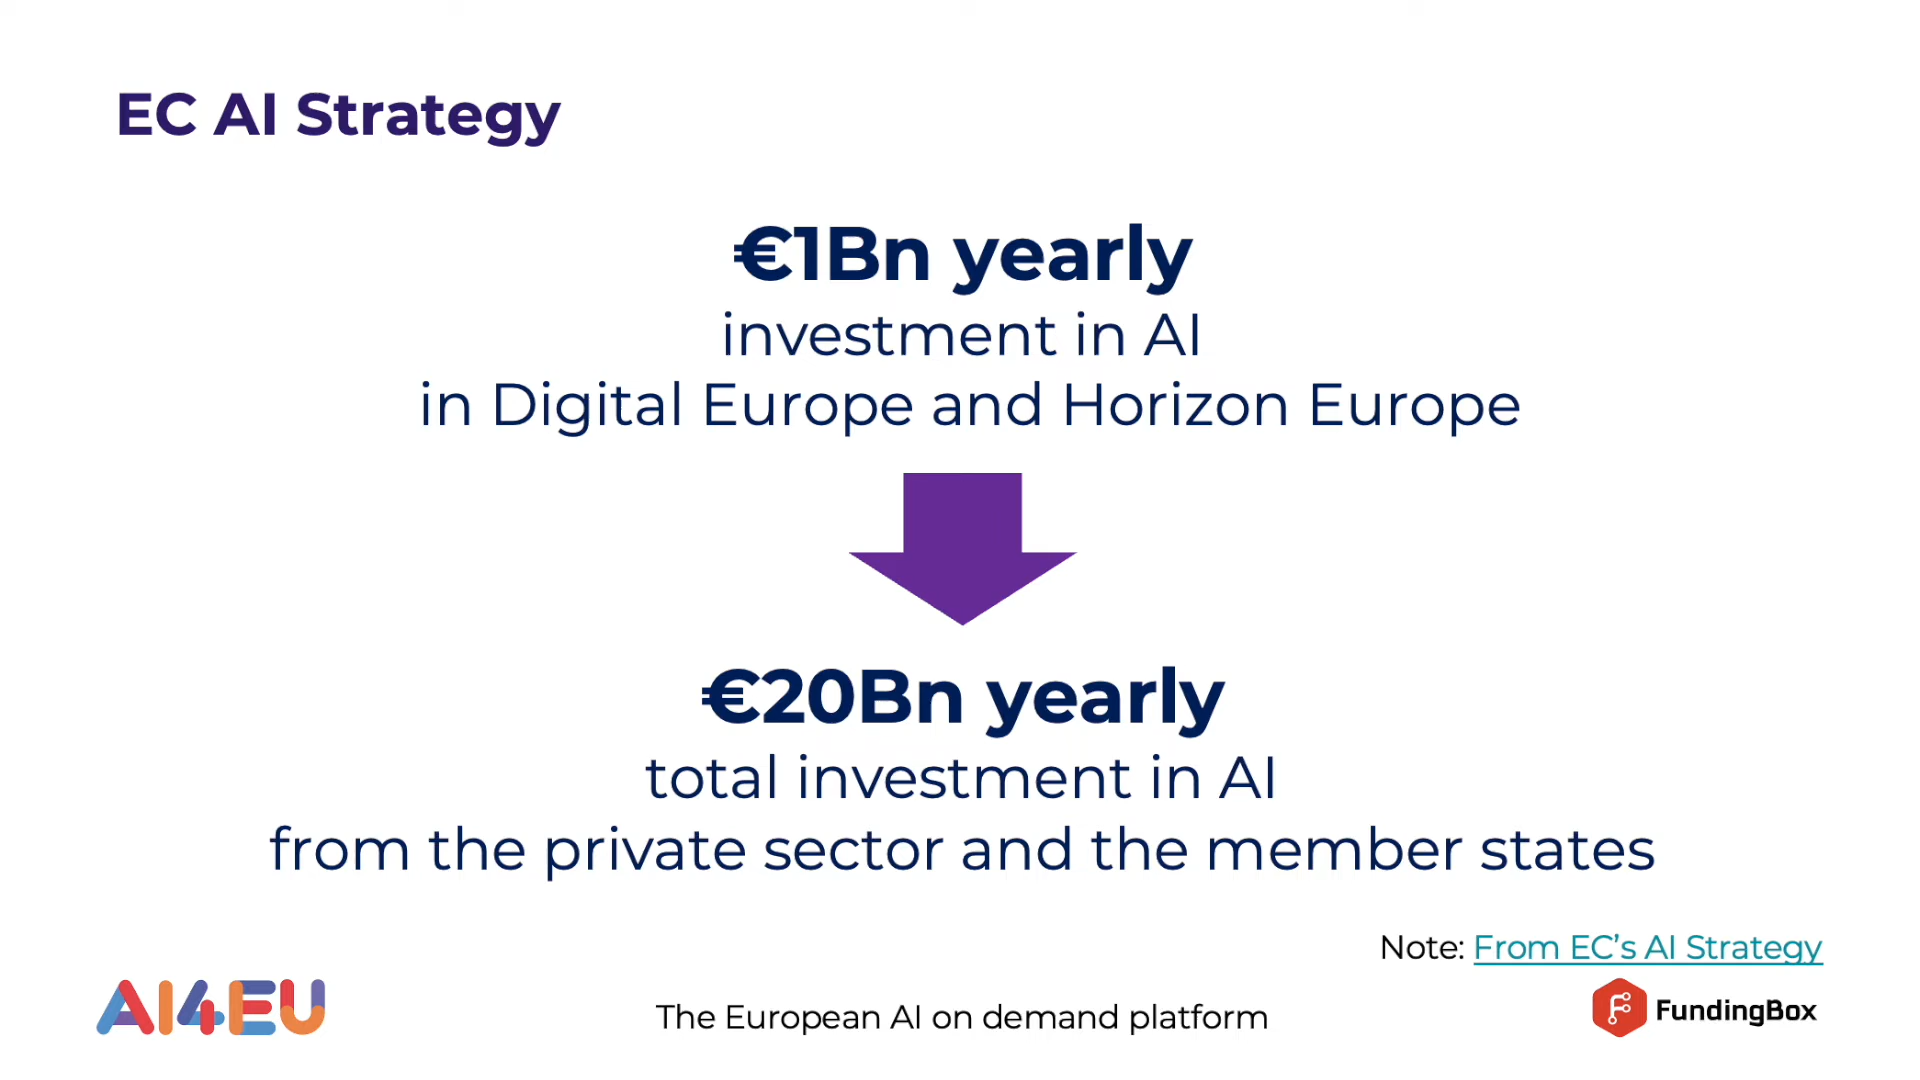 EC AI Strategy
€1Bn yearly
investment in AI
in Digital Europe and Horizon Europe
€20Bn yearly
total investment in AI
from the private sector and the member states
Note: From EC’s AI Strategy
AI4EU
The European AI on demand platform
FundingBox